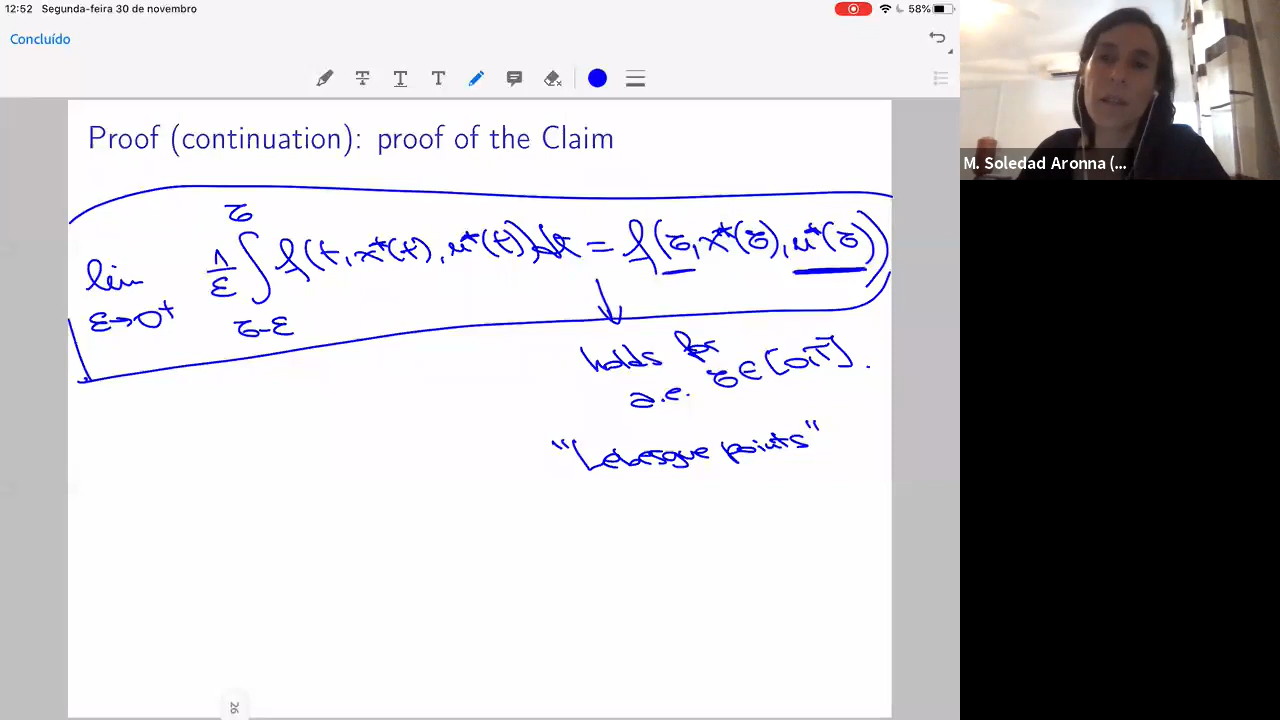 12:52 Segunda-feira 30 de novembro
58%
Concluído
Proof (continuation): proof of the Claim
lim ε→0⁺ 1/ε ∫_{τ-ε}^{τ} f(t, x*(t), u*(t)) dt = f(τ, x*(τ), u*(τ))
holds for
a.e. τ∈[0,T].
"Lebesgue points"
26
M. Soledad Aronna (...